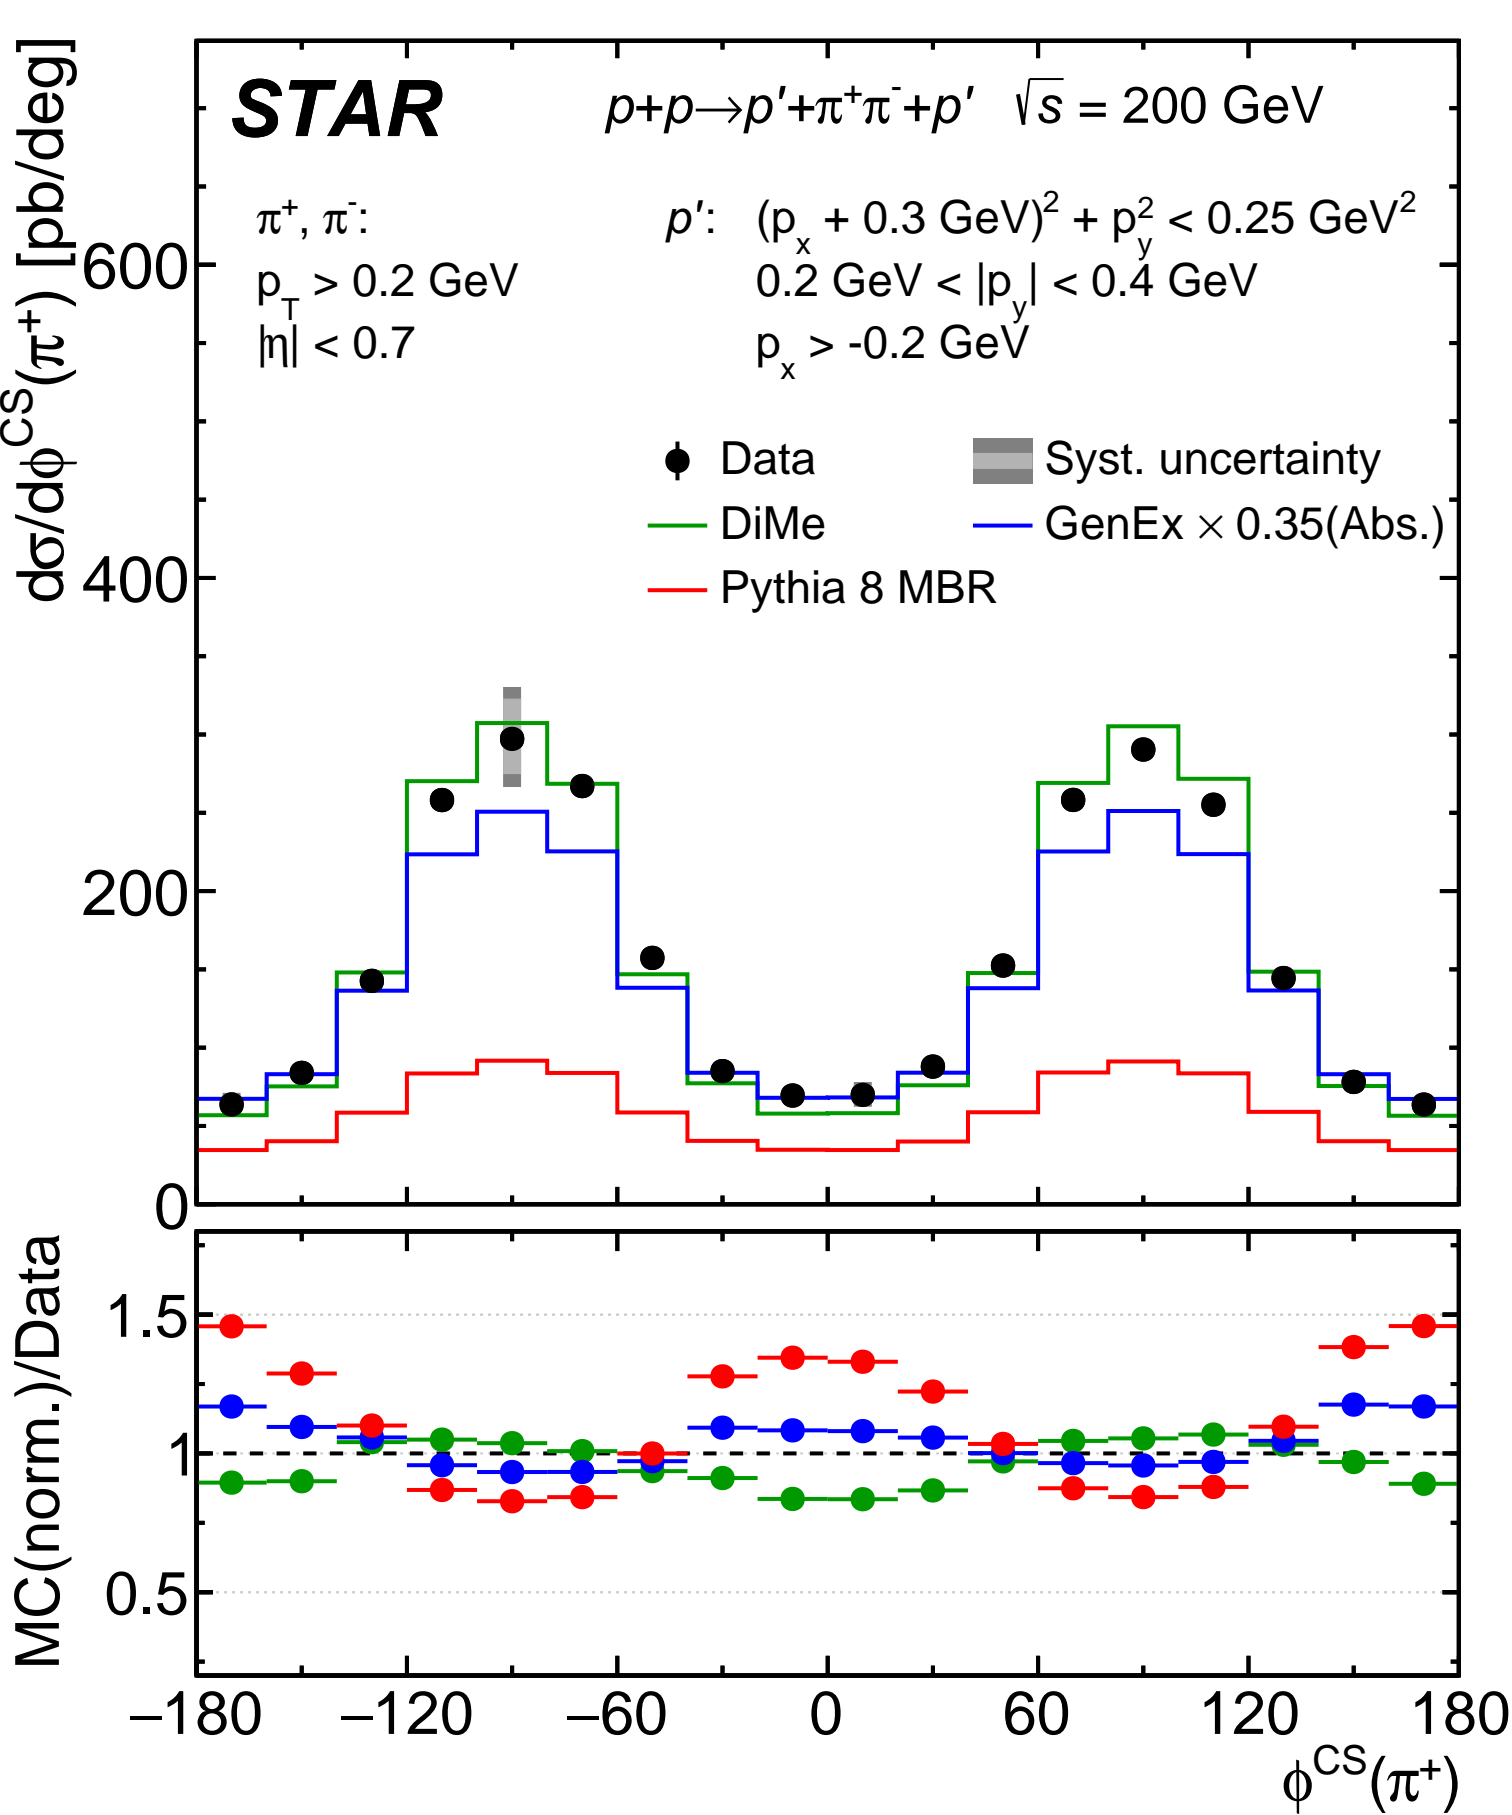 STAR p+p→p′+π⁺π⁻+p′ √s = 200 GeV
π⁺, π⁻: p′: (pₓ + 0.3 GeV)² + p_y² < 0.25 GeV²
p_T > 0.2 GeV 0.2 GeV < |p_y| < 0.4 GeV
|η| < 0.7 pₓ > -0.2 GeV
Data Syst. uncertainty
DiMe GenEx × 0.35(Abs.)
Pythia 8 MBR
dσ/dϕ^CS(π⁺) [pb/deg]
600
400
200
0
MC(norm.)/Data
1.5
1
0.5
−180 −120 −60 0 60 120 180
ϕ^CS(π⁺)